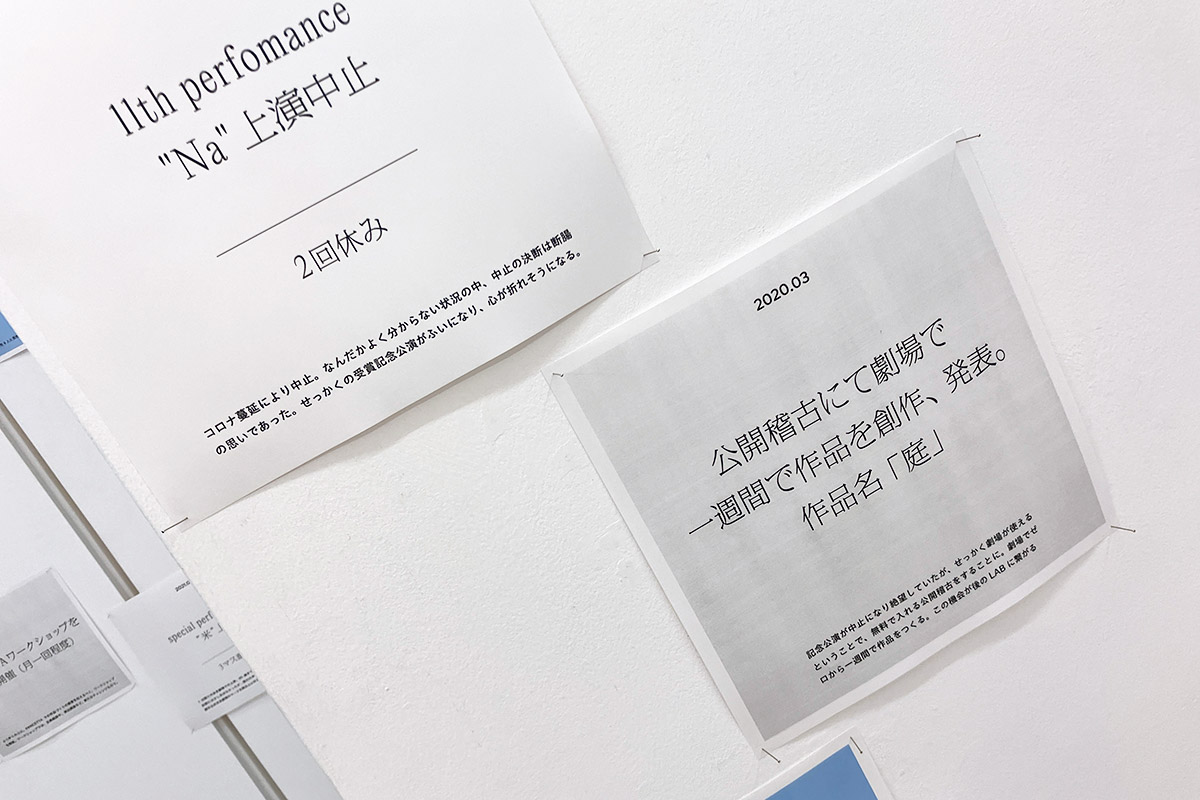 11th perfomance
"Na" 上演中止
2回休み
コロナ蔓延により中止。なんだかよく分からない状況の中、中止の決断は断腸
の思いであった。せっかくの受賞記念公演がふいになり、心が折れそうになる。
2020.03
公開稽古にて劇場で
一週間で作品を創作、発表。
作品名「庭」
記念公演が中止になり絶望していたが、せっかく劇場が使える
ということで、無料で入れる公開稽古をすることに。劇場でゼ
ロから一週間で作品をつくる。この機会が後の LAB に繋がる
Aワークショップを
開催（月一回程度）
special perf
"米" 上
3マス